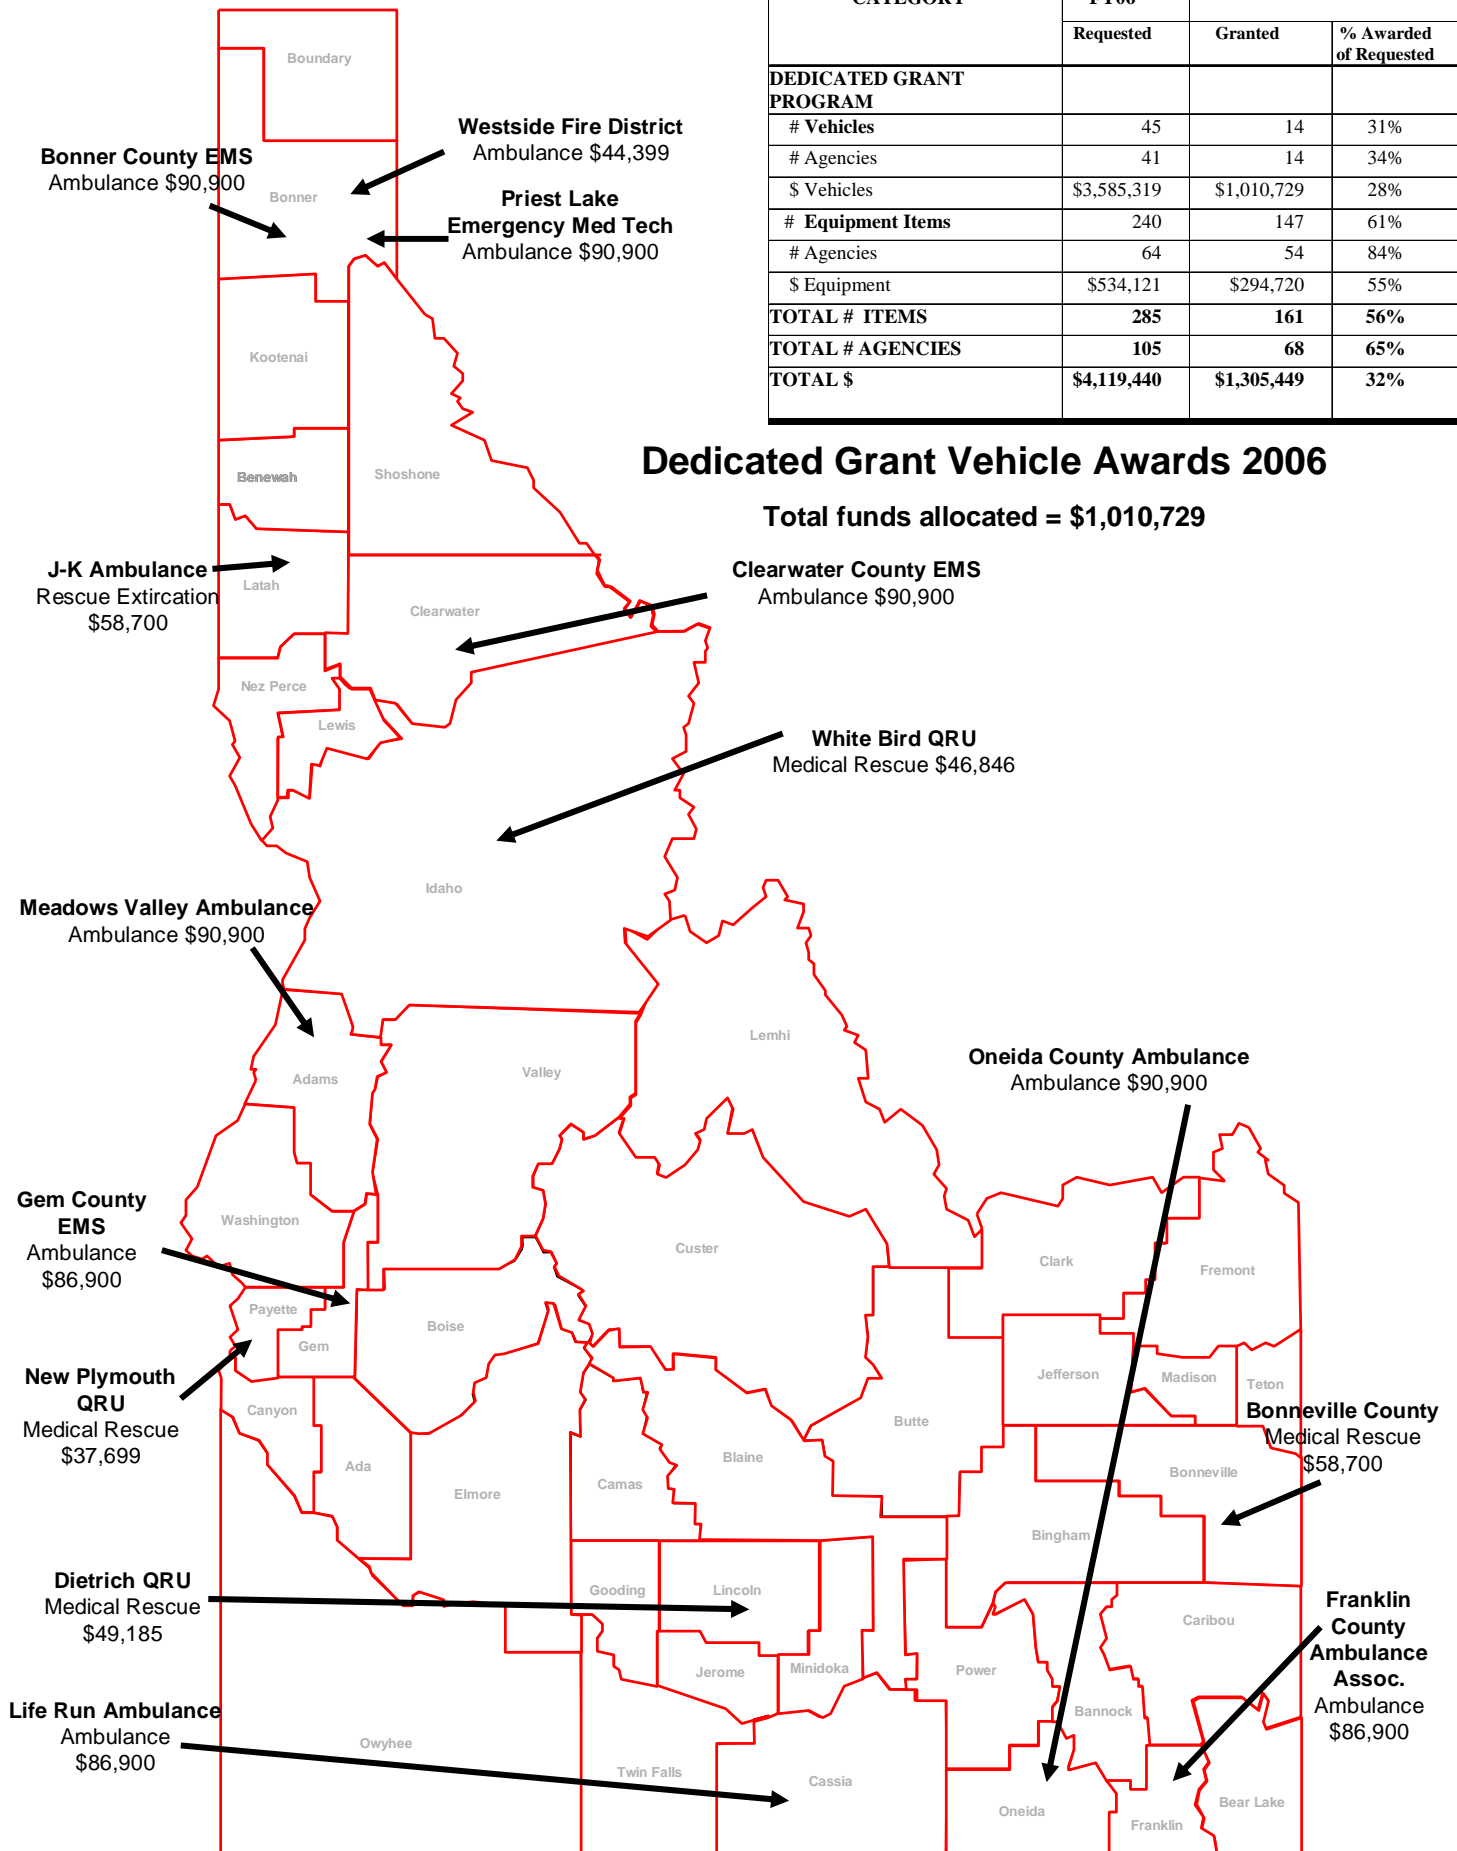 CATEGORY FY06
Requested Granted % Awarded
of Requested
DEDICATED GRANT
PROGRAM
# Vehicles 45 14 31%
# Agencies 41 14 34%
$ Vehicles $3,585,319 $1,010,729 28%
# Equipment Items 240 147 61%
# Agencies 64 54 84%
$ Equipment $534,121 $294,720 55%
TOTAL # ITEMS 285 161 56%
TOTAL # AGENCIES 105 68 65%
TOTAL $ $4,119,440 $1,305,449 32%
Dedicated Grant Vehicle Awards 2006
Total funds allocated = $1,010,729
Boundary
Westside Fire District
Ambulance $44,399
Bonner County EMS
Ambulance $90,900
Bonner
Priest Lake
Emergency Med Tech
Ambulance $90,900
Kootenai
Benewah
Shoshone
J-K Ambulance
Rescue Extircation
$58,700
Latah
Clearwater County EMS
Ambulance $90,900
Clearwater
Nez Perce
Lewis
White Bird QRU
Medical Rescue $46,846
Idaho
Meadows Valley Ambulance
Ambulance $90,900
Lemhi
Adams
Valley
Oneida County Ambulance
Ambulance $90,900
Gem County
EMS
Ambulance
$86,900
Washington
Custer
Clark
Fremont
Payette
Gem
Boise
New Plymouth
QRU
Medical Rescue
$37,699
Jefferson
Madison
Teton
Canyon
Butte
Bonneville County
Medical Rescue
$58,700
Ada
Elmore
Camas
Blaine
Bonneville
Bingham
Dietrich QRU
Medical Rescue
$49,185
Gooding
Lincoln
Caribou
Franklin
County
Ambulance
Assoc.
Ambulance
$86,900
Jerome
Minidoka
Power
Bannock
Life Run Ambulance
Ambulance
$86,900
Owyhee
Twin Falls
Cassia
Oneida
Franklin
Bear Lake